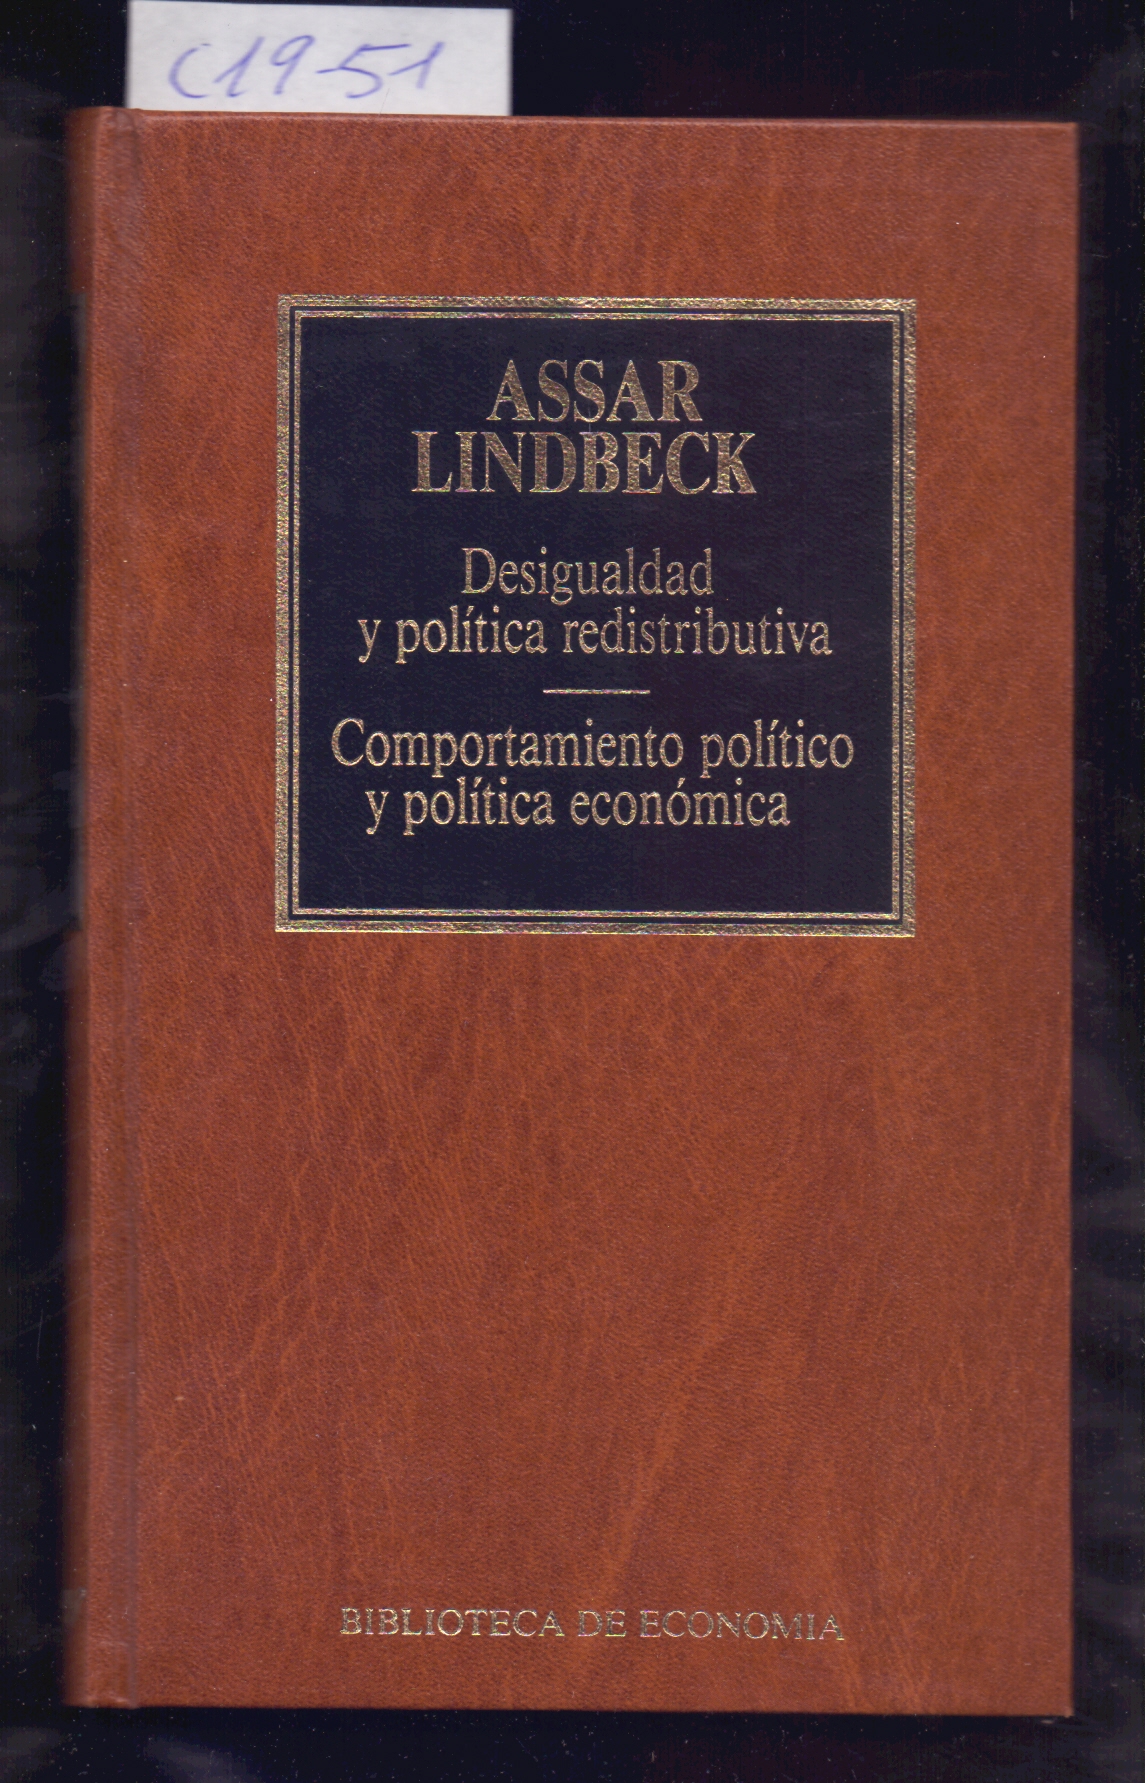 C19-51
ASSAR
LINDBECK
Desigualdad
y política redistributiva
Comportamiento político
y política económica
BIBLIOTECA DE ECONOMIA